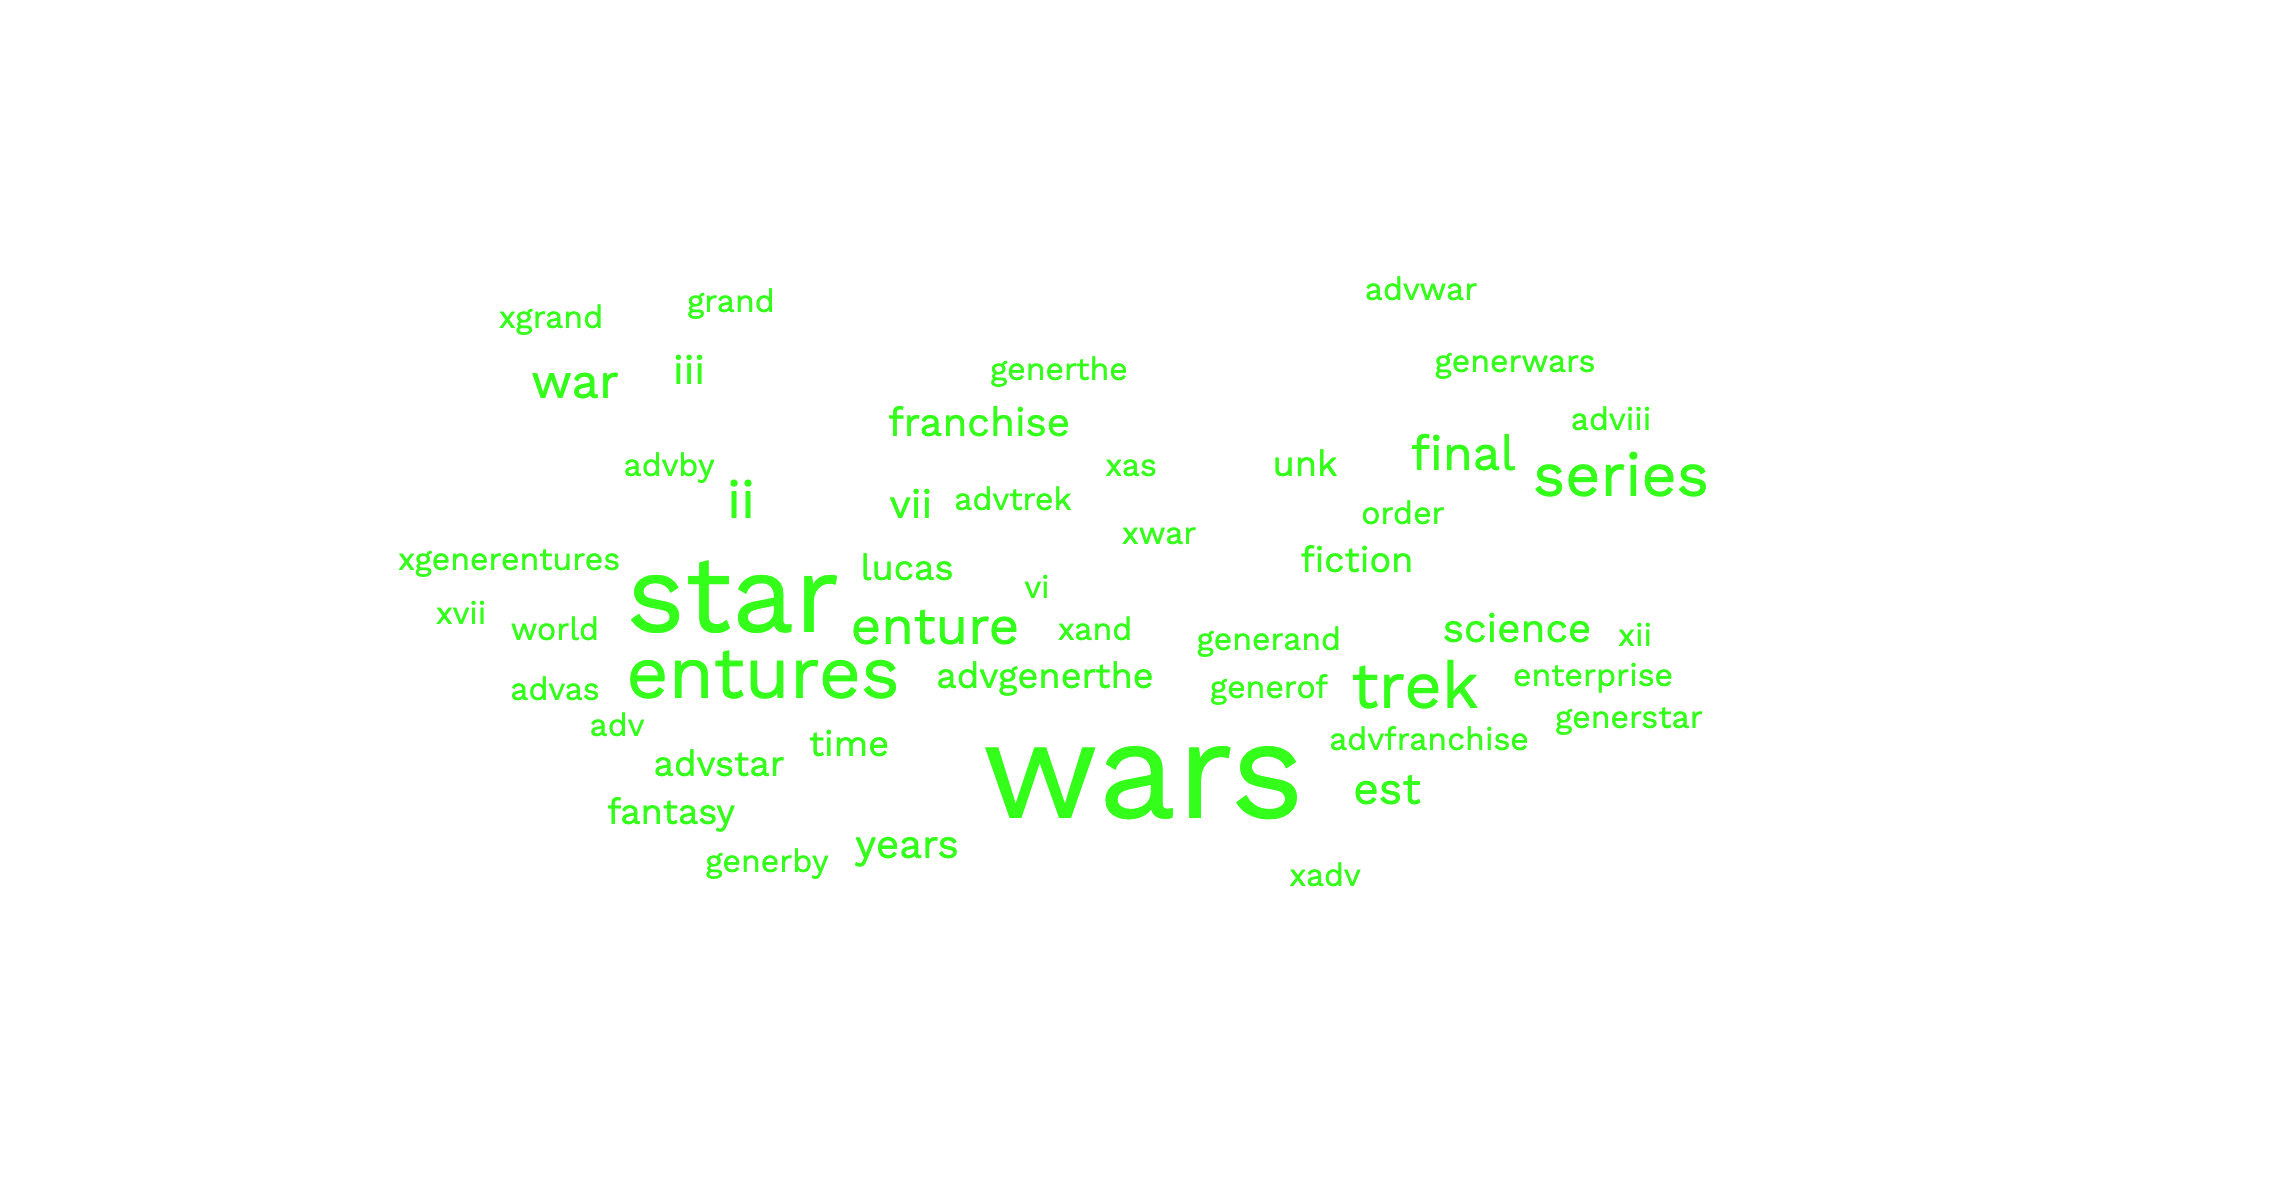 advwar
grand
xgrand
generwars
generthe
iii
war
adviii
franchise
final
unk
xas
advby
series
advtrek
ii
vii
order
xwar
xgenerentures
fiction
lucas
vi
star
xvii
world
enture
xand
science
xii
generand
entures
advgenerthe
enterprise
advas
generof
trek
generstar
adv
advfranchise
time
advstar
wars
est
fantasy
years
generby
xadv